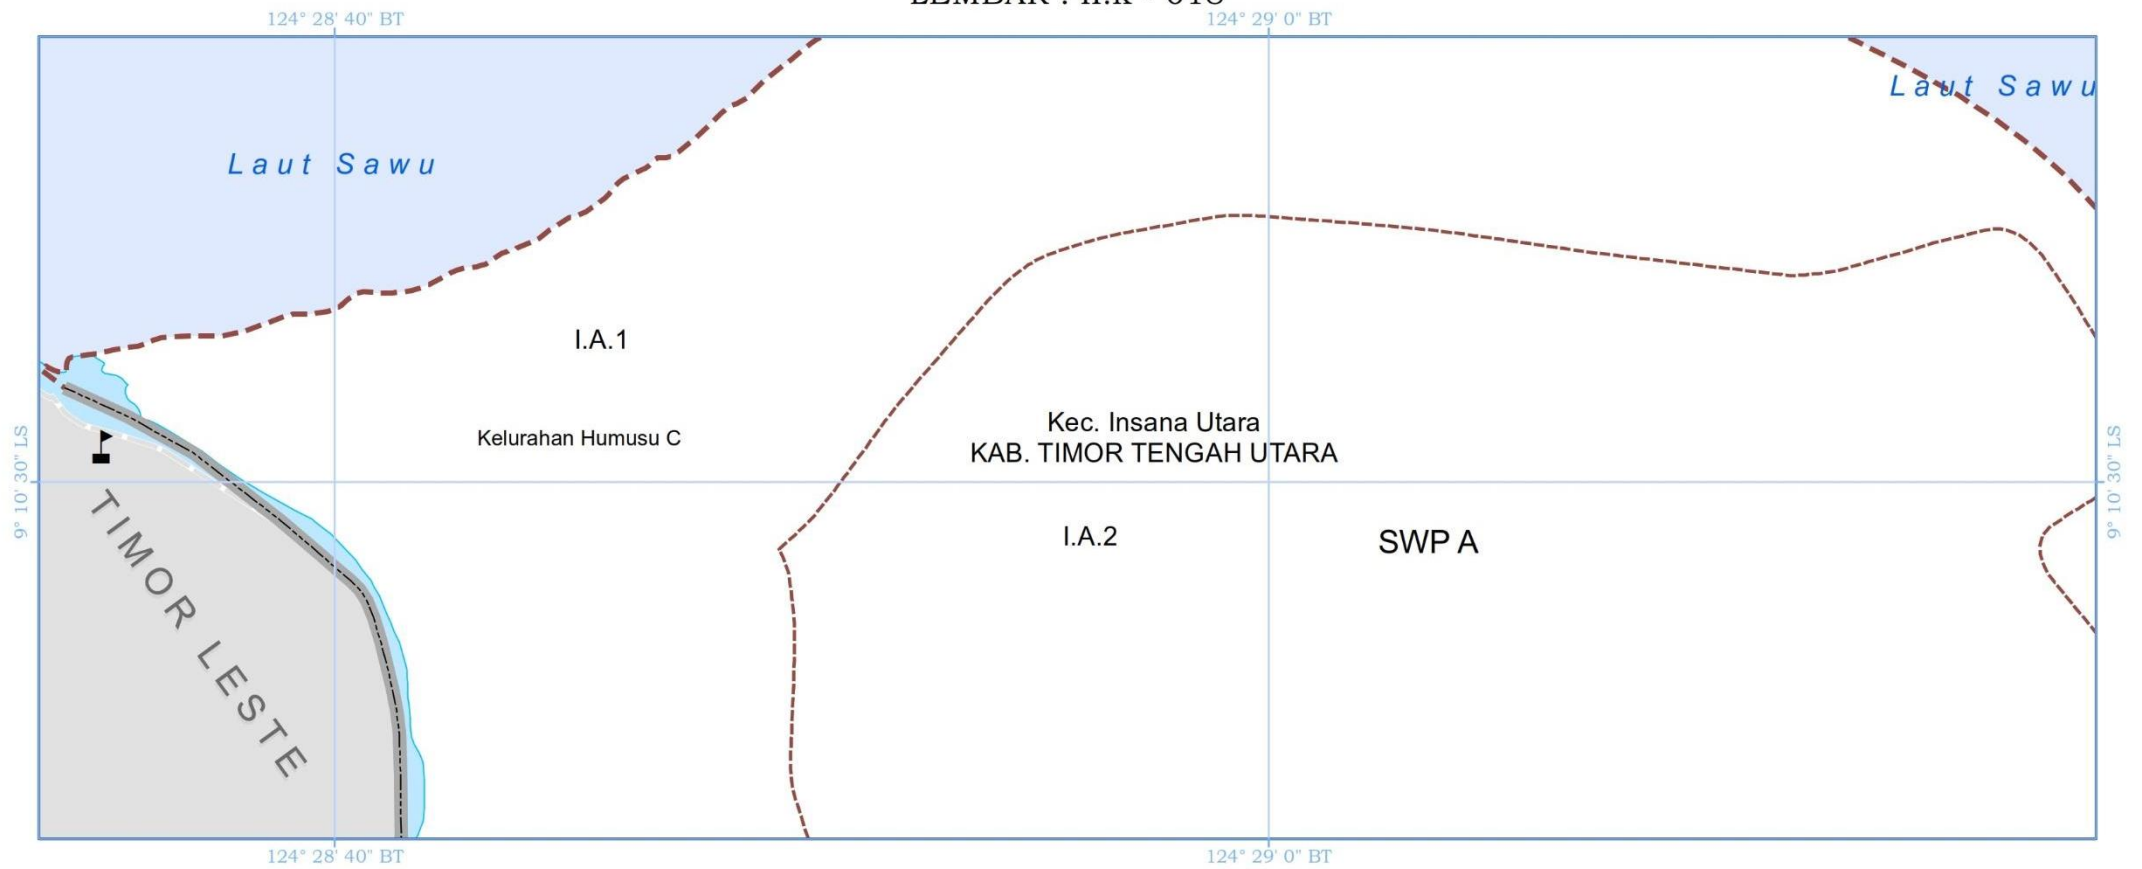 124° 28' 40" BT
124° 29' 0" BT
Laut Sawu
Laut Sawu
I.A.1
Kec. Insana Utara
Kelurahan Humusu C
KAB. TIMOR TENGAH UTARA
9° 10' 30" LS
9° 10' 30" LS
I.A.2
SWP A
TIMOR LESTE
124° 28' 40" BT
124° 29' 0" BT